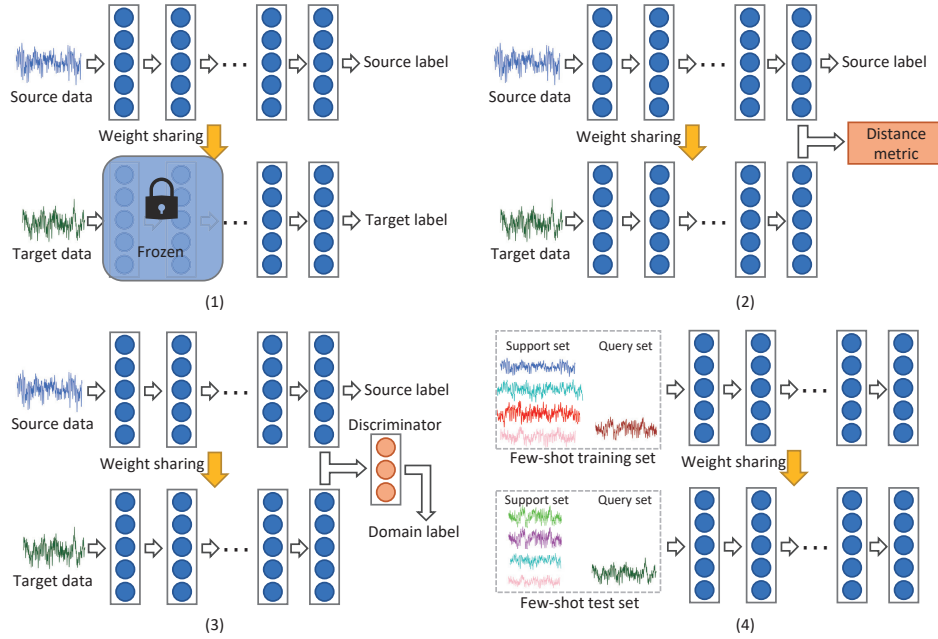 Source data
Source label
Weight sharing
Target data
Frozen
Target label
(1)
Source data
Source label
Weight sharing
Distance
metric
Target data
(2)
Source data
Source label
Discriminator
Weight sharing
Target data
Domain label
(3)
Support set
Query set
Few-shot training set
Weight sharing
Support set
Query set
Few-shot test set
(4)